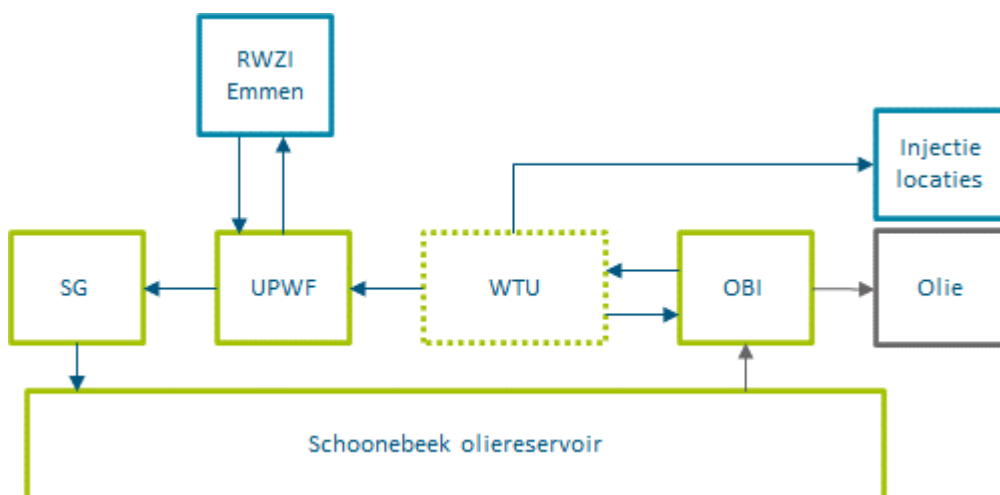 RWZI
Emmen
Injectie
locaties
SG
UPWF
WTU
OBI
Olie
Schoonebeek oliereservoir